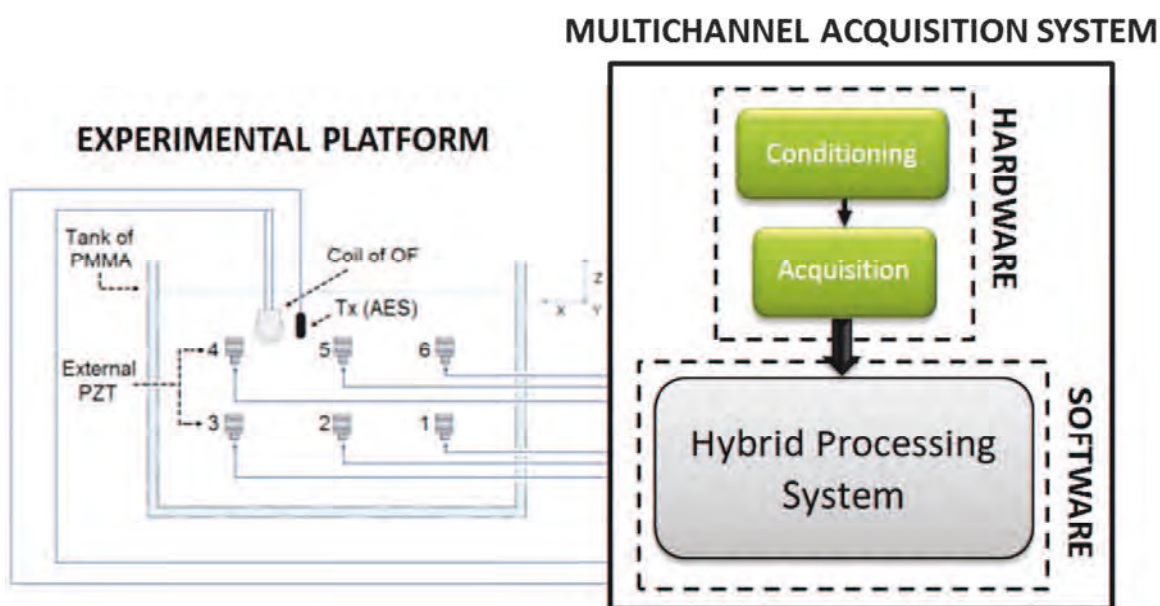 MULTICHANNEL ACQUISITION SYSTEM
EXPERIMENTAL PLATFORM
Tank of
PMMA
Coil of OF
Tx (AES)
External
PZT
4
5
6
3
2
1
Z
X
Y
Conditioning
Acquisition
HARDWARE
Hybrid Processing
System
SOFTWARE